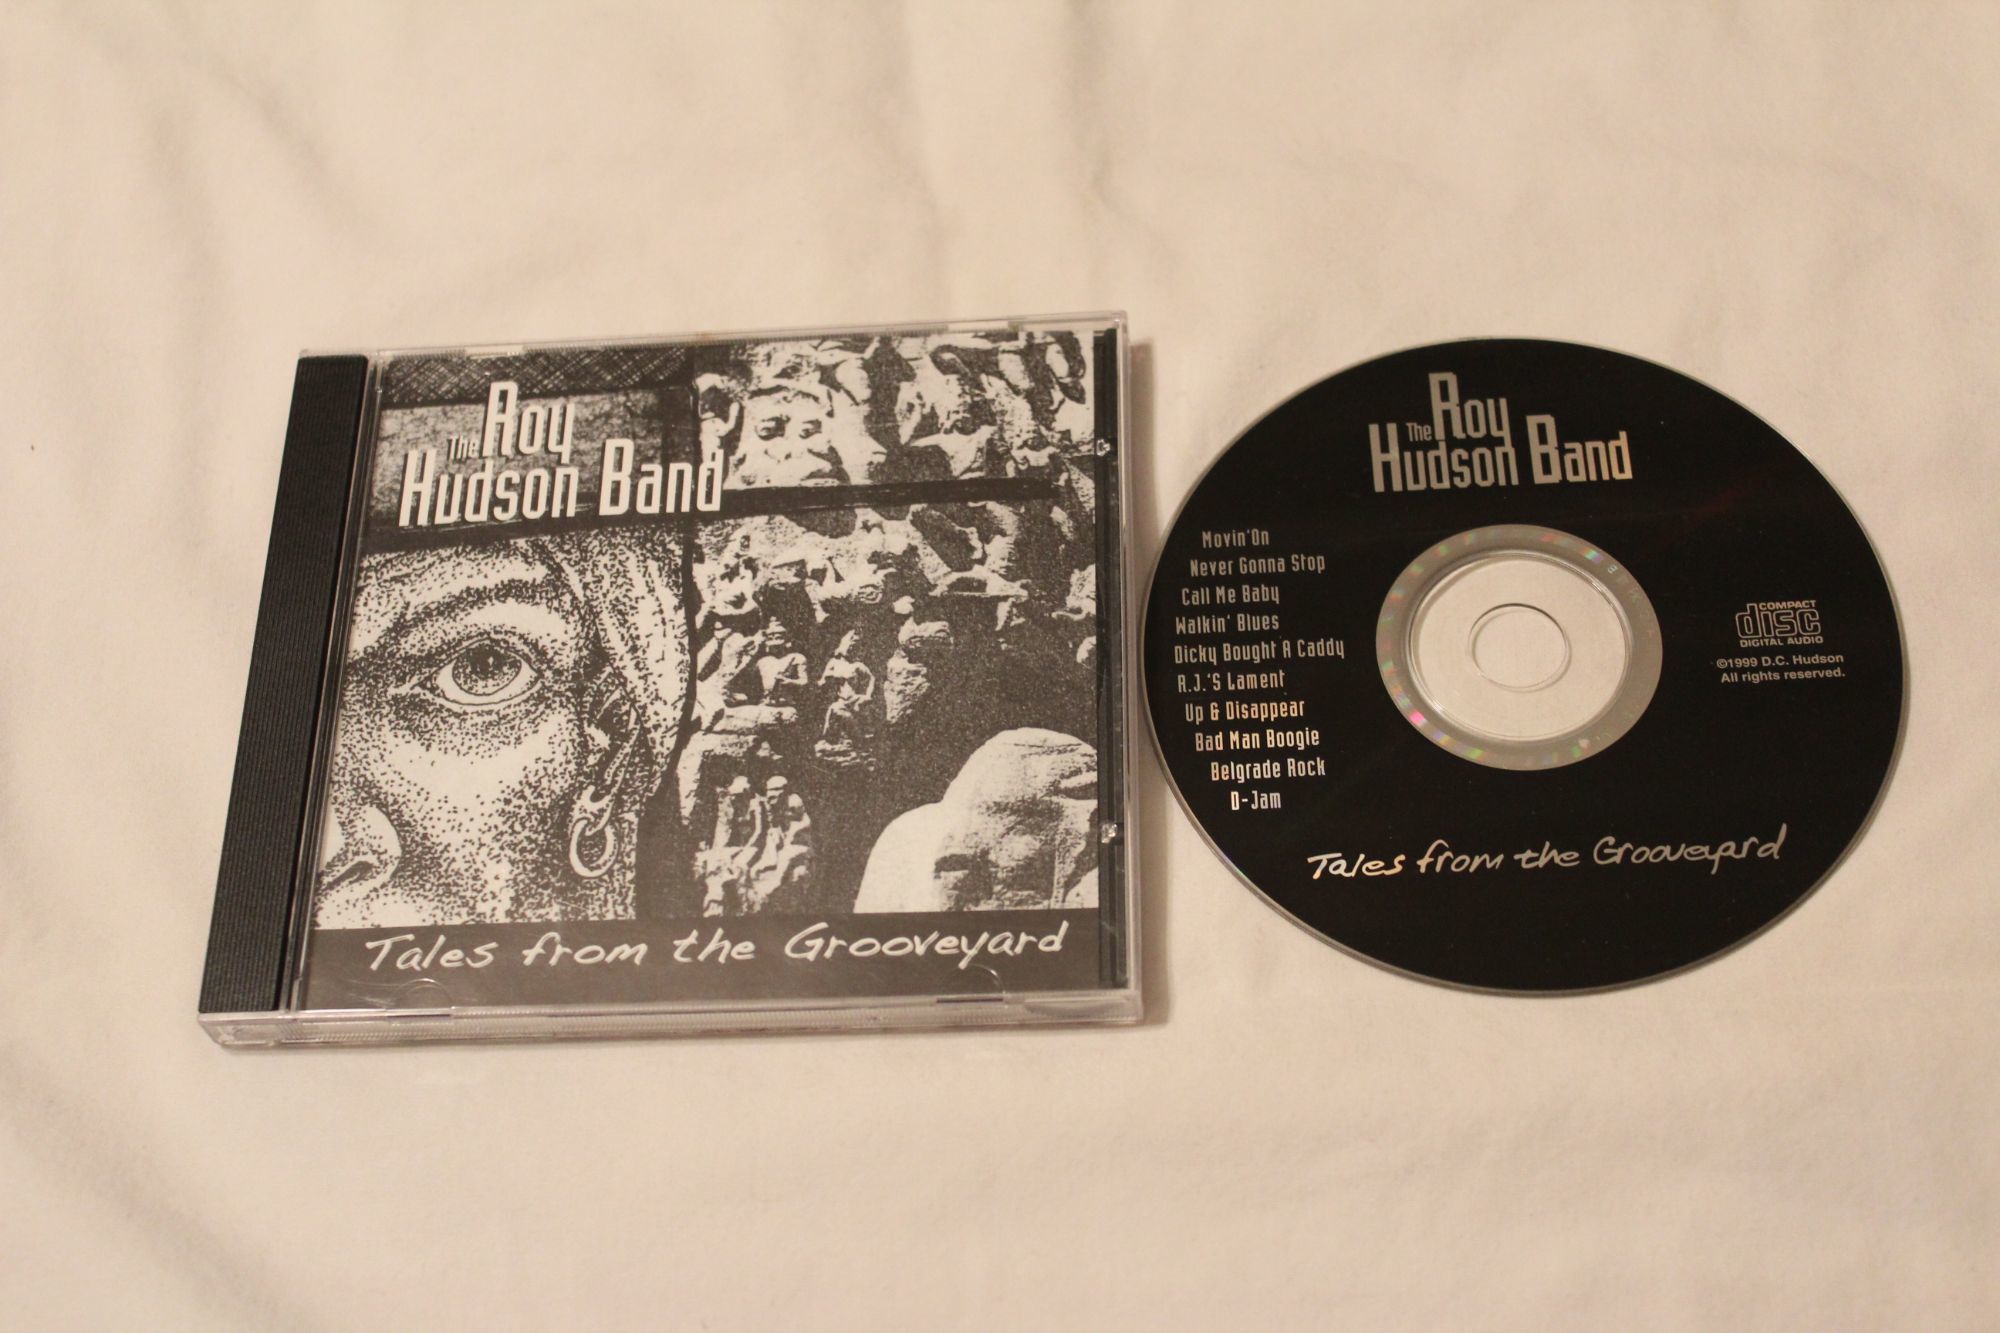 The Roy
Hudson Band
Tales from the Grooveyard
The Roy
Hudson Band
Movin'On
Never Gonna Stop
Call Me Baby
Walkin' Blues
Dicky Bought A Caddy
R.J.'S Lament
Up & Disappear
Bad Man Boogie
Belgrade Rock
D-Jam
COMPACT
disc
DIGITAL AUDIO
©1999 D.C. Hudson
All rights reserved.
Tales from the Grooveyard